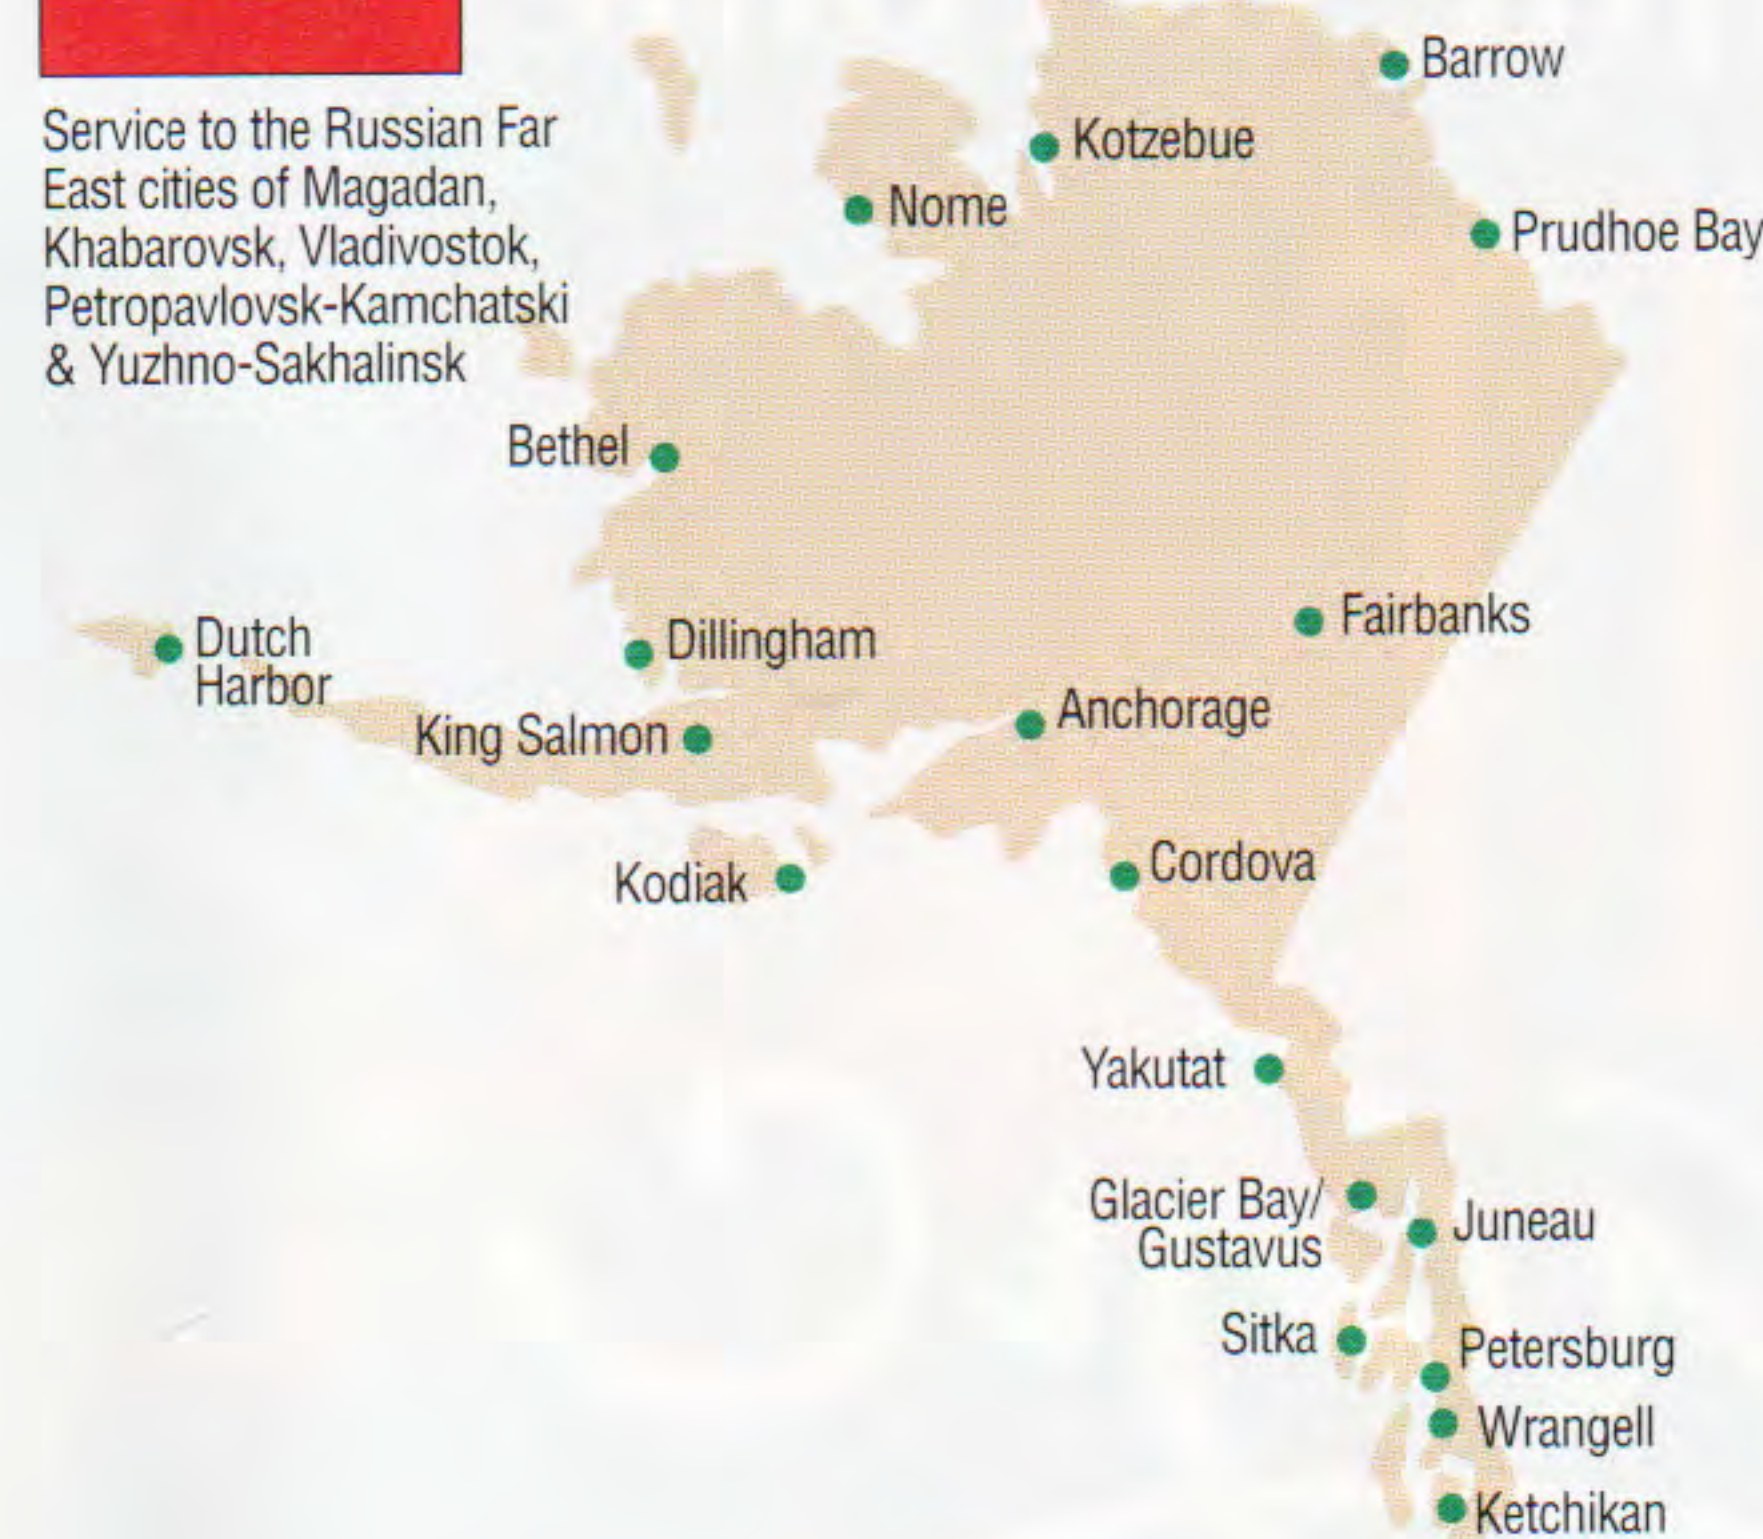 Service to the Russian Far
East cities of Magadan,
Khabarovsk, Vladivostok,
Petropavlovsk-Kamchatski
& Yuzhno-Sakhalinsk
Barrow
Kotzebue
Nome
Prudhoe Bay
Bethel
Fairbanks
Dutch
Harbor
Dillingham
Anchorage
King Salmon
Cordova
Kodiak
Yakutat
Glacier Bay/
Gustavus
Juneau
Sitka
Petersburg
Wrangell
Ketchikan